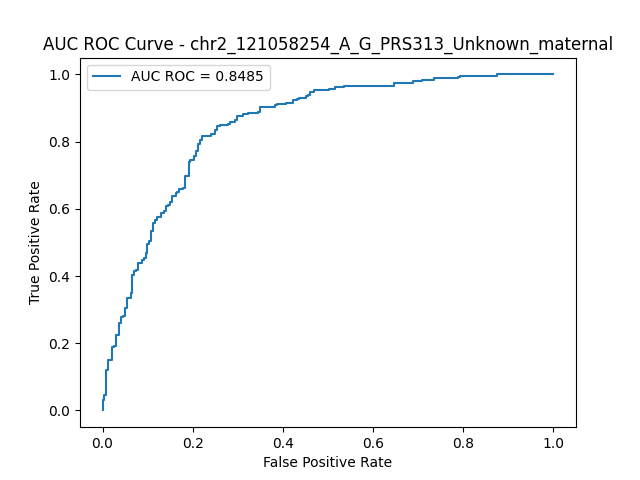 AUC ROC Curve - chr2_121058254_A_G_PRS313_Unknown_maternal
AUC ROC = 0.8485
1.0
0.8
0.6
0.4
0.2
0.0
True Positive Rate
0.0 0.2 0.4 0.6 0.8 1.0
False Positive Rate